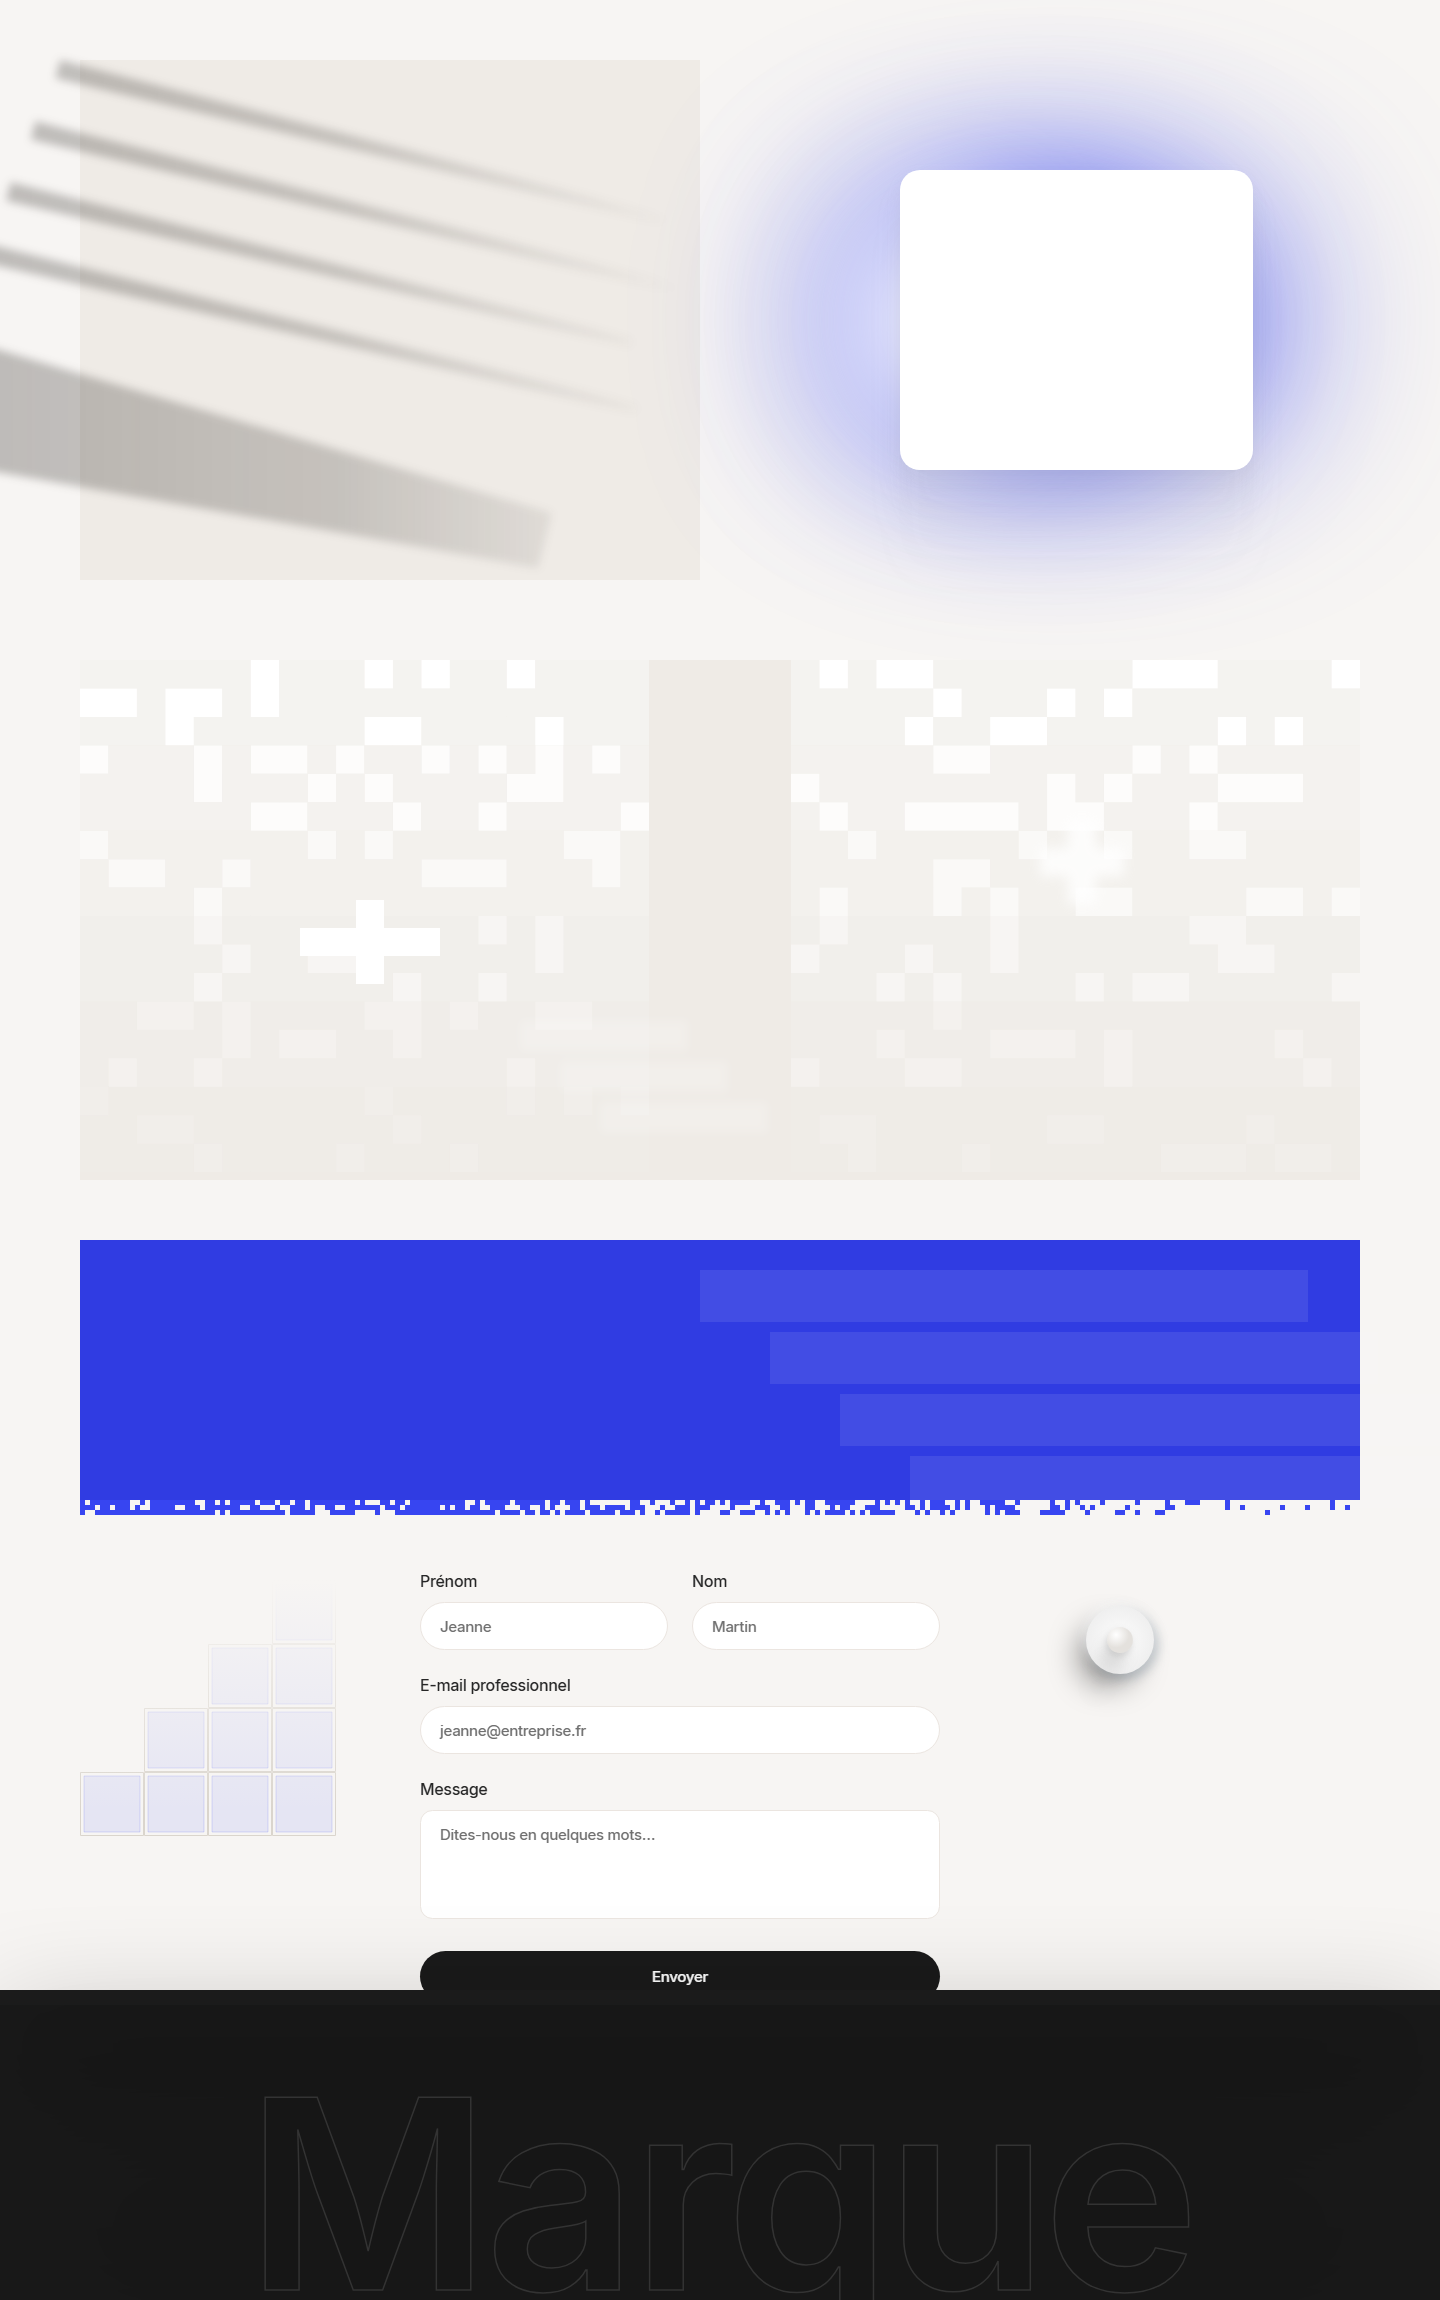 Prénom
Nom
Jeanne
Martin
E-mail professionnel
jeanne@entreprise.fr
Message
Dites-nous en quelques mots...
Envoyer
Marque